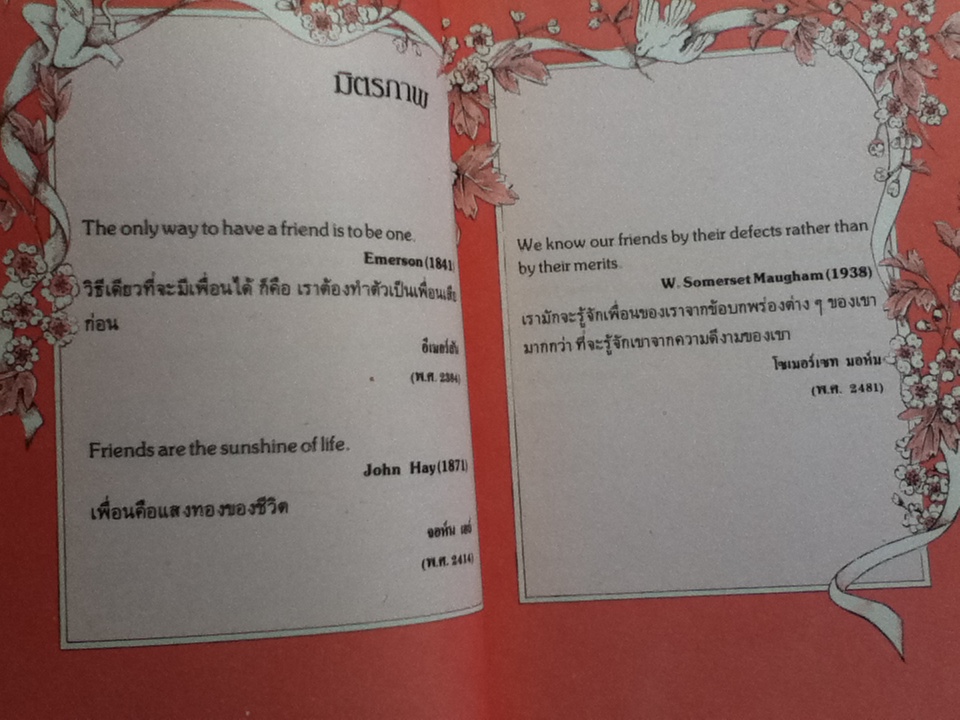 มิตรภาพ
The only way to have a friend is to be one.
Emerson (1841)
วิธีเดียวที่จะมีเพื่อนได้ ก็คือ เราต้องทำตัวเป็นเพื่อนเสีย
ก่อน
อีเมอร์สัน
(พ.ศ. 2384)
Friends are the sunshine of life.
John Hay (1871)
เพื่อนคือแสงทองของชีวิต
จอห์น เฮย์
(พ.ศ. 2414)
We know our friends by their defects rather than
by their merits.
W. Somerset Maugham (1938)
เรามักจะรู้จักเพื่อนของเราจากข้อบกพร่องต่าง ๆ ของเขา
มากกว่า ที่จะรู้จักเขาจากความดีงามของเขา
โซเมอร์เซท มอห์ม
(พ.ศ. 2481)